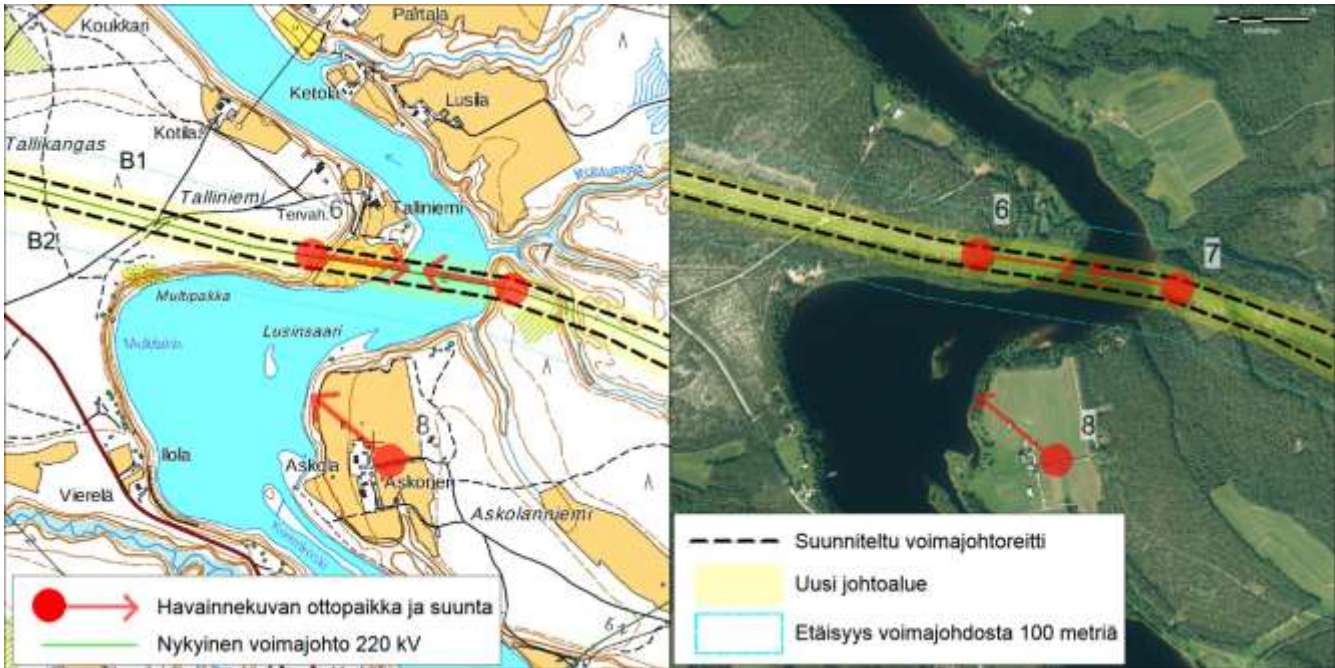 Koukkari
Partala
Ketola
Lusila
Kotila
Tallikangas
B1
Talliniemi
Tervah.
6
Talliniemi
B2
7
Multipakka
Lusinsaari
8
Ilola
Askola
Askonen
Vierelä
Askolanniemi
Havainnekuvan ottopaikka ja suunta
Nykyinen voimajohto 220 kV
6
7
8
Suunniteltu voimajohtoreitti
Uusi johtoalue
Etäisyys voimajohdosta 100 metriä